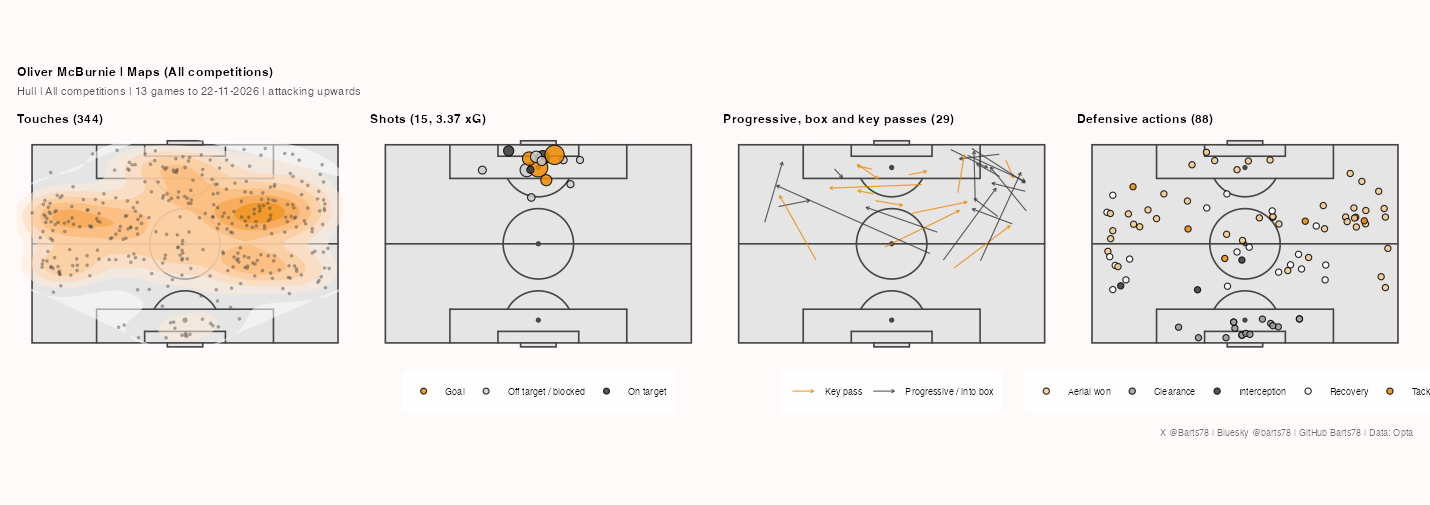 Oliver McBurnie | Maps (All competitions)
Hull | All competitions | 13 games to 22-11-2026 | attacking upwards
Touches (344)
Shots (15, 3.37 xG)
Progressive, box and key passes (29)
Defensive actions (88)
Goal
Off target / blocked
On target
Key pass
Progressive / into box
Aerial won
Clearance
Interception
Recovery
Tack
X @Barts78 | Bluesky @barts78 | GitHub Barts78 | Data: Opta